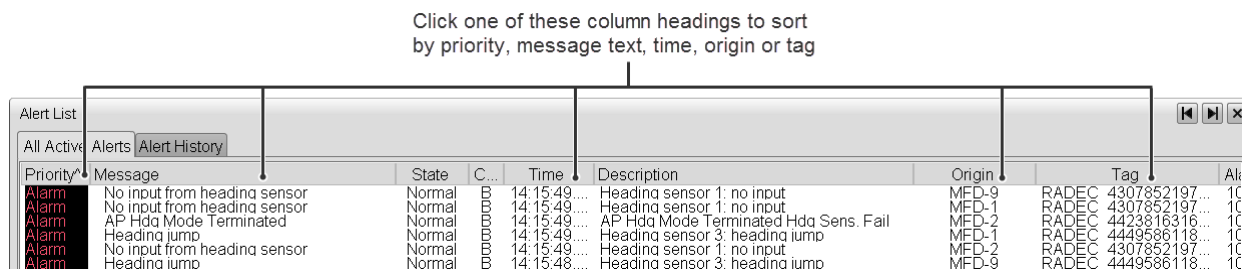 Click one of these column headings to sort
by priority, message text, time, origin or tag
Alert List
All Active Alerts Alert History
Priority^ Message State C... Time Description Origin Tag Al
Alarm No input from heading sensor Normal B 14:15:49.... Heading sensor 1: no input MFD-9 RADEC 4307852197... 10
Alarm No input from heading sensor Normal B 14:15:49.... Heading sensor 1: no input MFD-1 RADEC 4307852197... 10
Alarm AP Hdg Mode Terminated Normal B 14:15:49.... AP Hdg Mode Terminated Hdg Sens. Fail MFD-2 RADEC 4423816316... 10
Alarm Heading jump Normal B 14:15:49.... Heading sensor 3: heading jump MFD-1 RADEC 4449586118... 10
Alarm No input from heading sensor Normal B 14:15:49.... Heading sensor 1: no input MFD-2 RADEC 4307852197... 10
Alarm Heading jump Normal B 14:15:48.... Heading sensor 3: heading jump MFD-9 RADEC 4449586118... 10